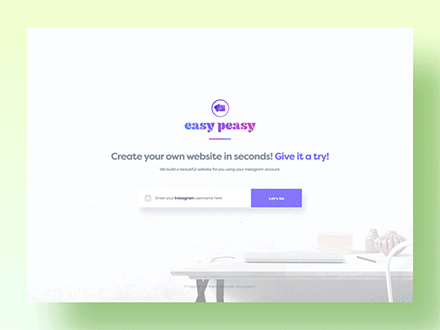 easy peasy
Create your own website in seconds! Give it a try!
We build a beautiful website for you using your Instagram account.
Enter your Instagram username here
Let's Go